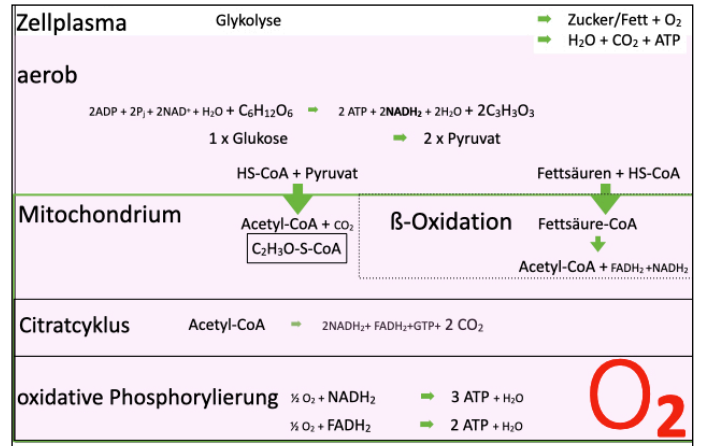 Zellplasma Glykolyse ➡ Zucker/Fett + O₂
➡ H₂O + CO₂ + ATP
aerob
2ADP + 2Pⱼ + 2NAD⁺ + H₂O + C₆H₁₂O₆ ➡ 2 ATP + 2NADH₂ + 2H₂O + 2C₃H₃O₃
1 x Glukose ➡ 2 x Pyruvat
HS-CoA + Pyruvat Fettsäuren + HS-CoA
Mitochondrium Acetyl-CoA + CO₂ ß-Oxidation Fettsäure-CoA
C₂H₃O-S-CoA
Acetyl-CoA + FADH₂ +NADH₂
Citratcyklus Acetyl-CoA ➡ 2NADH₂+ FADH₂+GTP+ 2 CO₂
oxidative Phosphorylierung ½ O₂ + NADH₂ ➡ 3 ATP + H₂O
½ O₂ + FADH₂ ➡ 2 ATP + H₂O
O₂